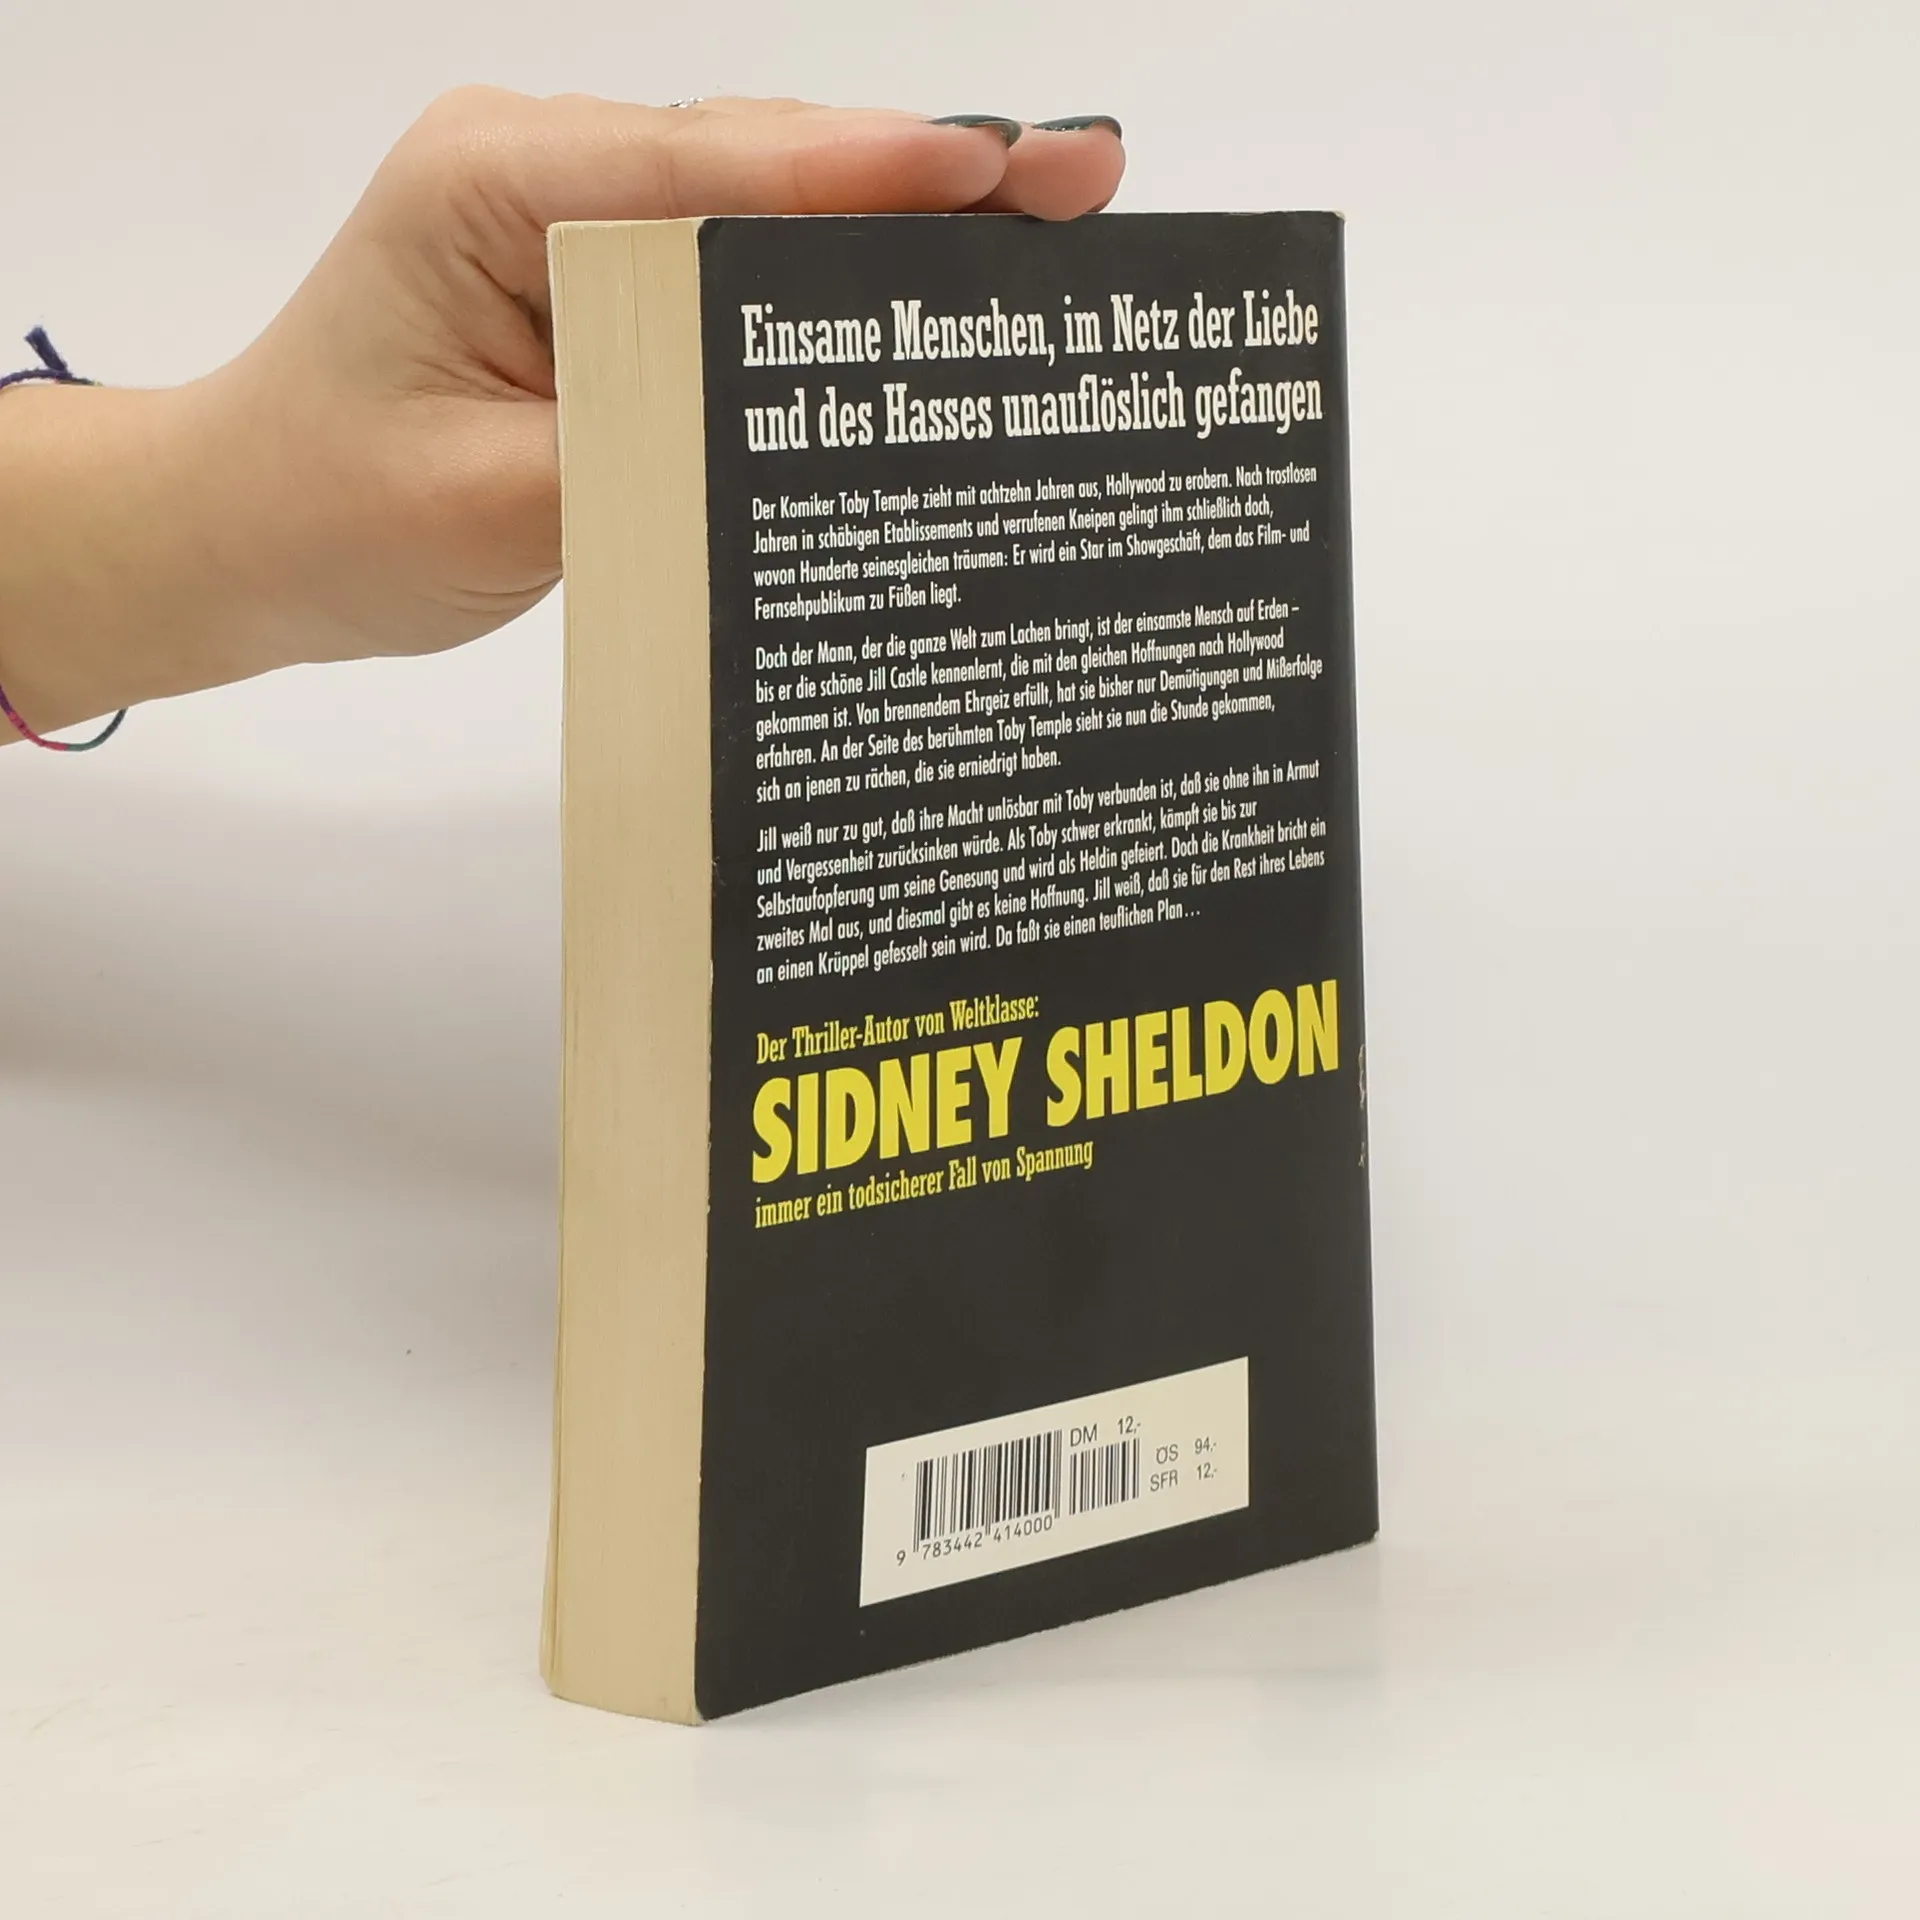 Einsame Menschen, im Netz der Liebe
und des Hasses unauflöslich gefangen
Der Komiker Toby Temple zieht mit achtzehn Jahren aus, Hollywood zu erobern. Nach trostlosen
Jahren in schäbigen Etablissements und verrufenen Kneipen gelingt ihm schließlich doch,
wovon Hunderte seinesgleichen träumen: Er wird ein Star im Showgeschäft, dem das Film- und
Fernsehpublikum zu Füßen liegt.
Doch der Mann, der die ganze Welt zum Lachen bringt, ist der einsamste Mensch auf Erden –
bis er die schöne Jill Castle kennenlernt, die mit den gleichen Hoffnungen nach Hollywood
gekommen ist. Von brennendem Ehrgeiz erfüllt, hat sie bisher nur Demütigungen und Mißerfolge
erfahren. An der Seite des berühmten Toby Temple sieht sie nun die Stunde gekommen,
sich an jenen zu rächen, die sie erniedrigt haben.
Jill weiß nur zu gut, daß ihre Macht unlösbar mit Toby verbunden ist, daß sie ohne ihn in Armut
und Vergessenheit zurücksinken würde. Als Toby schwer erkrankt, kämpft sie bis zur
Selbstaufopferung um seine Genesung und wird als Heldin gefeiert. Doch die Krankheit bricht ein
zweites Mal aus, und diesmal gibt es keine Hoffnung. Jill weiß, daß sie für den Rest ihres Lebens
an einen Krüppel gefesselt sein wird. Da faßt sie einen teuflichen Plan...
Der Thriller-Autor von Weltklasse:
SIDNEY SHELDON
immer ein todsicherer Fall von Spannung
DM 12,-
ÖS 94,-
SFR 12,-
9 783442 414000